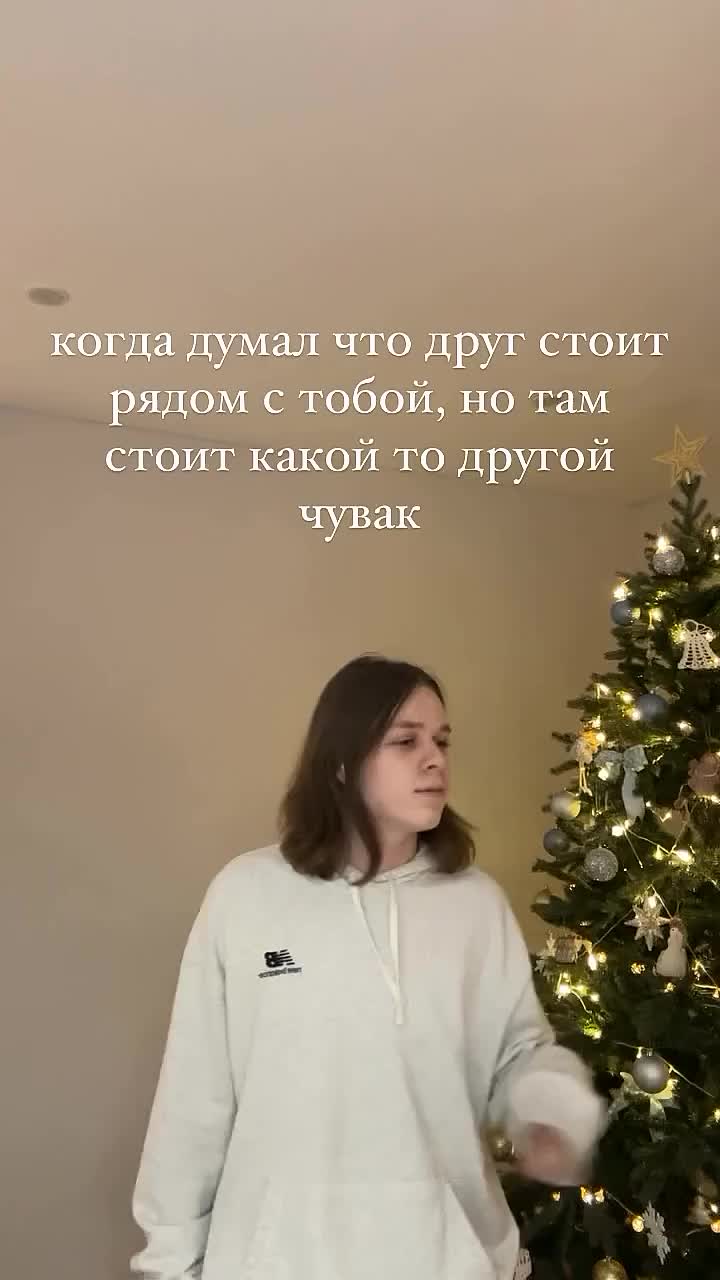 когда думал что друг стоит
рядом с тобой, но там
стоит какой то другой
чувак